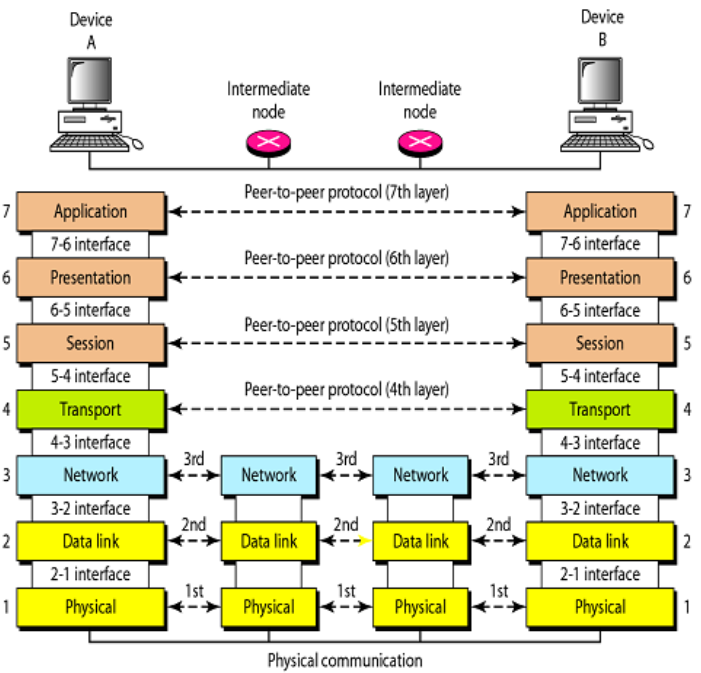 Device
A
Device
B
Intermediate
node
Intermediate
node
Peer-to-peer protocol (7th layer)
7 Application Application 7
7-6 interface 7-6 interface
Peer-to-peer protocol (6th layer)
6 Presentation Presentation 6
6-5 interface 6-5 interface
Peer-to-peer protocol (5th layer)
5 Session Session 5
5-4 interface 5-4 interface
Peer-to-peer protocol (4th layer)
4 Transport Transport 4
4-3 interface 4-3 interface
3rd 3rd 3rd
3 Network Network Network Network 3
3-2 interface 3-2 interface
2nd 2nd 2nd
2 Data link Data link Data link Data link 2
2-1 interface 2-1 interface
1st 1st 1st
1 Physical Physical Physical Physical 1
Physical communication